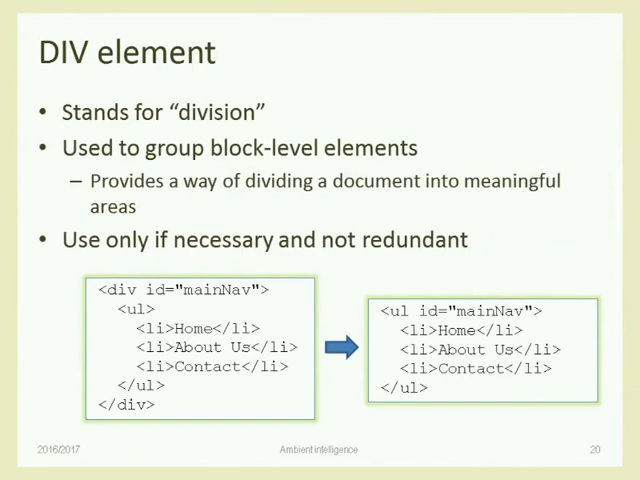 DIV element
• Stands for “division”
• Used to group block-level elements
– Provides a way of dividing a document into meaningful
areas
• Use only if necessary and not redundant
<div id="mainNav">
  <ul>
    <li>Home</li>
    <li>About Us</li>
    <li>Contact</li>
  </ul>
</div>
<ul id="mainNav">
  <li>Home</li>
  <li>About Us</li>
  <li>Contact</li>
</ul>
2016/2017
Ambient intelligence
20